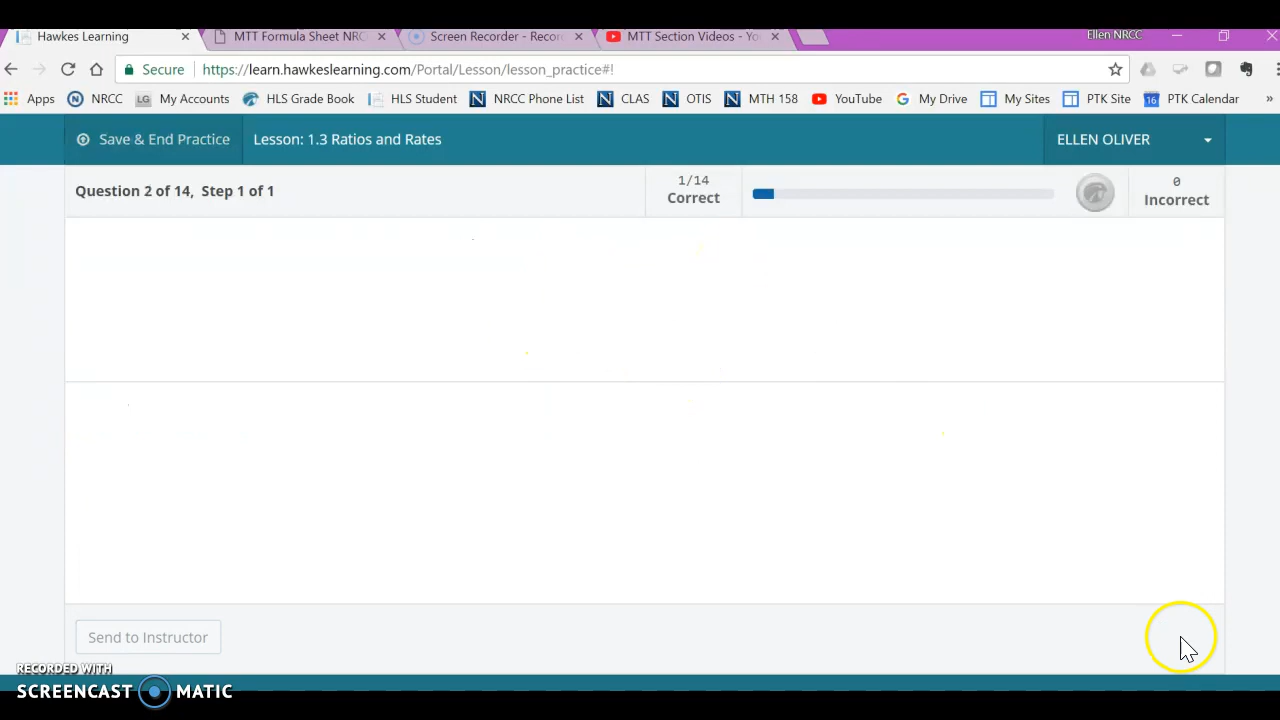 Hawkes Learning
MTT Formula Sheet NRC
Screen Recorder - Recor
MTT Section Videos - Yo
Ellen NRCC
Secure
https://learn.hawkeslearning.com/Portal/Lesson/lesson_practice#!
Apps
NRCC
LG My Accounts
HLS Grade Book
HLS Student
N NRCC Phone List
N CLAS
N OTIS
N MTH 158
YouTube
G My Drive
My Sites
PTK Site
16 PTK Calendar
»
Save & End Practice
Lesson: 1.3 Ratios and Rates
ELLEN OLIVER
Question 2 of 14, Step 1 of 1
1/14
Correct
0
Incorrect
Send to Instructor
RECORDED WITH
SCREENCAST MATIC